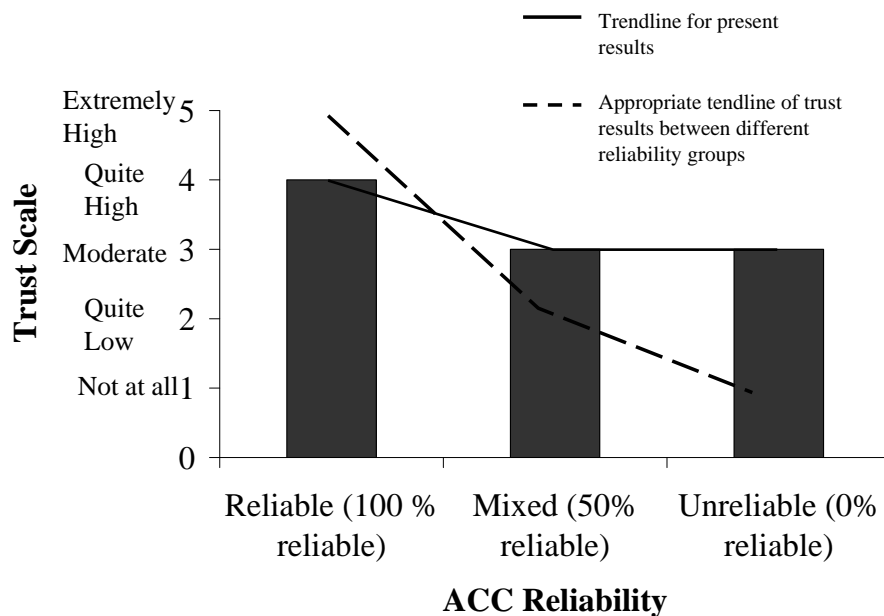 Trendline for present
results
Appropriate tendline of trust
results between different
reliability groups
Trust Scale
Extremely
High
5
Quite
High
4
Moderate
3
Quite
Low
2
Not at all
1
0
Reliable (100 %
reliable)
Mixed (50%
reliable)
Unreliable (0%
reliable)
ACC Reliability